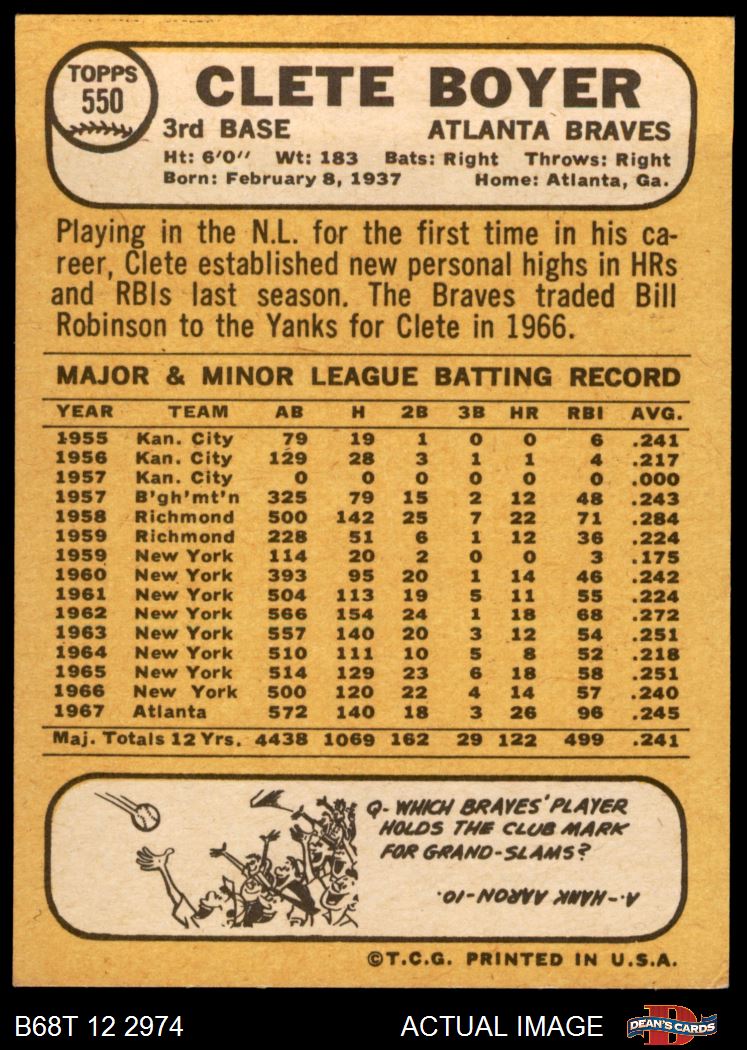 TOPPS
550
CLETE BOYER
3rd BASE ATLANTA BRAVES
Ht: 6'0" Wt: 183 Bats: Right Throws: Right
Born: February 8, 1937 Home: Atlanta, Ga.
Playing in the N.L. for the first time in his ca-
reer, Clete established new personal highs in HRs
and RBIs last season. The Braves traded Bill
Robinson to the Yanks for Clete in 1966.
MAJOR & MINOR LEAGUE BATTING RECORD
YEAR TEAM AB H 2B 3B HR RBI AVG.
1955 Kan. City 79 19 1 0 0 6 .241
1956 Kan. City 129 28 3 1 1 4 .217
1957 Kan. City 0 0 0 0 0 0 .000
1957 B'gh'mt'n 325 79 15 2 12 48 .243
1958 Richmond 500 142 25 7 22 71 .284
1959 Richmond 228 51 6 1 12 36 .224
1959 New York 114 20 2 0 0 3 .175
1960 New York 393 95 20 1 14 46 .242
1961 New York 504 113 19 5 11 55 .224
1962 New York 566 154 24 1 18 68 .272
1963 New York 557 140 20 3 12 54 .251
1964 New York 510 111 10 5 8 52 .218
1965 New York 514 129 23 6 18 58 .251
1966 New York 500 120 22 4 14 57 .240
1967 Atlanta 572 140 18 3 26 96 .245
Maj. Totals 12 Yrs. 4438 1069 162 29 122 499 .241
Q- WHICH BRAVES' PLAYER
HOLDS THE CLUB MARK
FOR GRAND-SLAMS?
A- HANK AARON-10.
©T.C.G. PRINTED IN U.S.A.
B68T 12 2974 ACTUAL IMAGE
D
DEAN'S CARDS